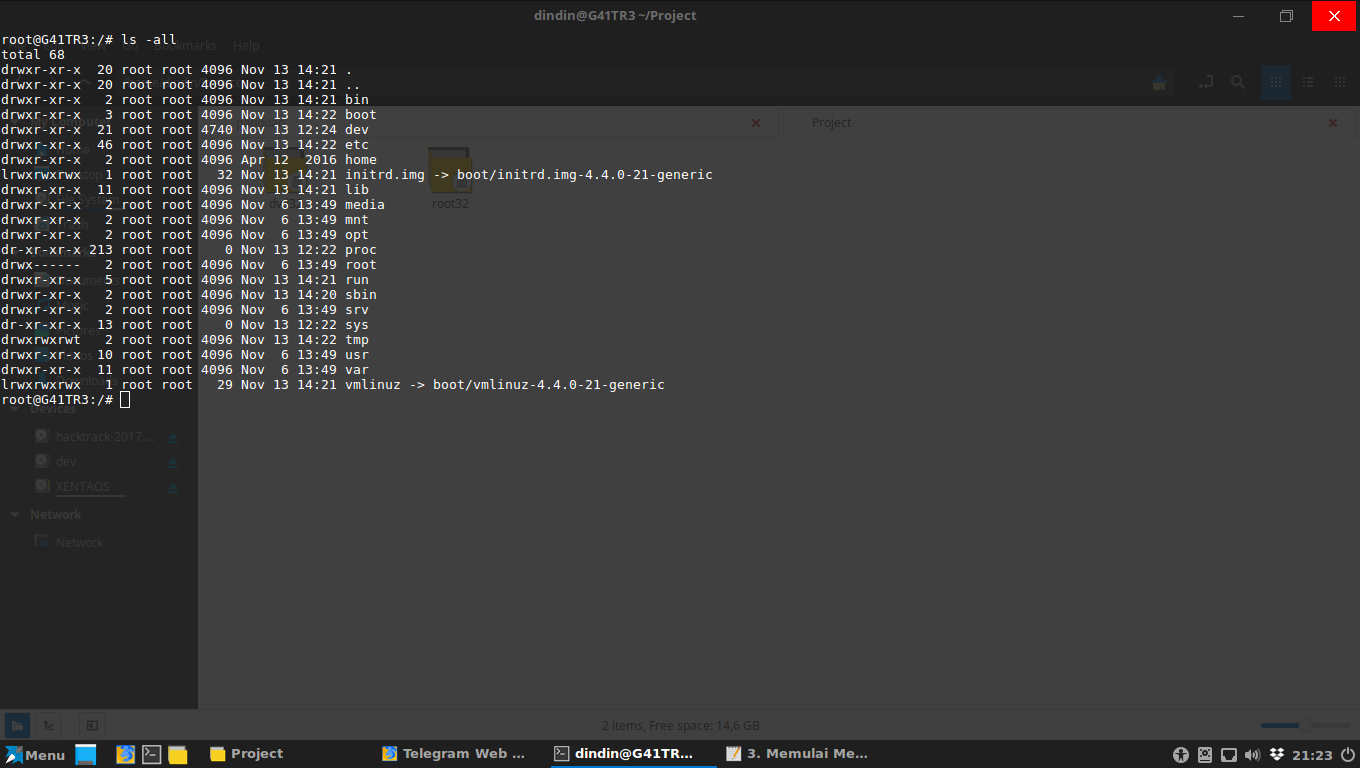 dindin@G41TR3 ~/Project
root@G41TR3:/# ls -all
View Go Bookmarks Help
total 68
drwxr-xr-x  20 root root 4096 Nov 13 14:21 .
drwxr-xr-x  20 root root 4096 Nov 13 14:21 ..
drwxr-xr-x   2 root root 4096 Nov 13 14:21 bin
drwxr-xr-x   3 root root 4096 Nov 13 14:22 boot
drwxr-xr-x  21 root root 4740 Nov 13 12:24 dev
drwxr-xr-x  46 root root 4096 Nov 13 14:22 etc
drwxr-xr-x   2 root root 4096 Apr 12  2016 home
lrwxrwxrwx   1 root root   32 Nov 13 14:21 initrd.img -> boot/initrd.img-4.4.0-21-generic
drwxr-xr-x  11 root root 4096 Nov 13 14:21 lib
drwxr-xr-x   2 root root 4096 Nov  6 13:49 media
drwxr-xr-x   2 root root 4096 Nov  6 13:49 mnt
drwxr-xr-x   2 root root 4096 Nov  6 13:49 opt
dr-xr-xr-x 213 root root    0 Nov 13 12:22 proc
drwx------   2 root root 4096 Nov  6 13:49 root
drwxr-xr-x   5 root root 4096 Nov 13 14:21 run
drwxr-xr-x   2 root root 4096 Nov 13 14:20 sbin
drwxr-xr-x   2 root root 4096 Nov  6 13:49 srv
dr-xr-xr-x  13 root root    0 Nov 13 12:22 sys
drwxrwxrwt   2 root root 4096 Nov 13 14:22 tmp
drwxr-xr-x  10 root root 4096 Nov  6 13:49 usr
drwxr-xr-x  11 root root 4096 Nov  6 13:49 var
lrwxrwxrwx   1 root root   29 Nov 13 14:21 vmlinuz -> boot/vmlinuz-4.4.0-21-generic
root@G41TR3:/#
Project
root32
Devices
hacktrack-2017....
dev
XENTAOS
Network
Network
2 items, Free space: 14,6 GB
Menu
Project
Telegram Web ...
dindin@G41TR...
3. Memulai Me...
21:23